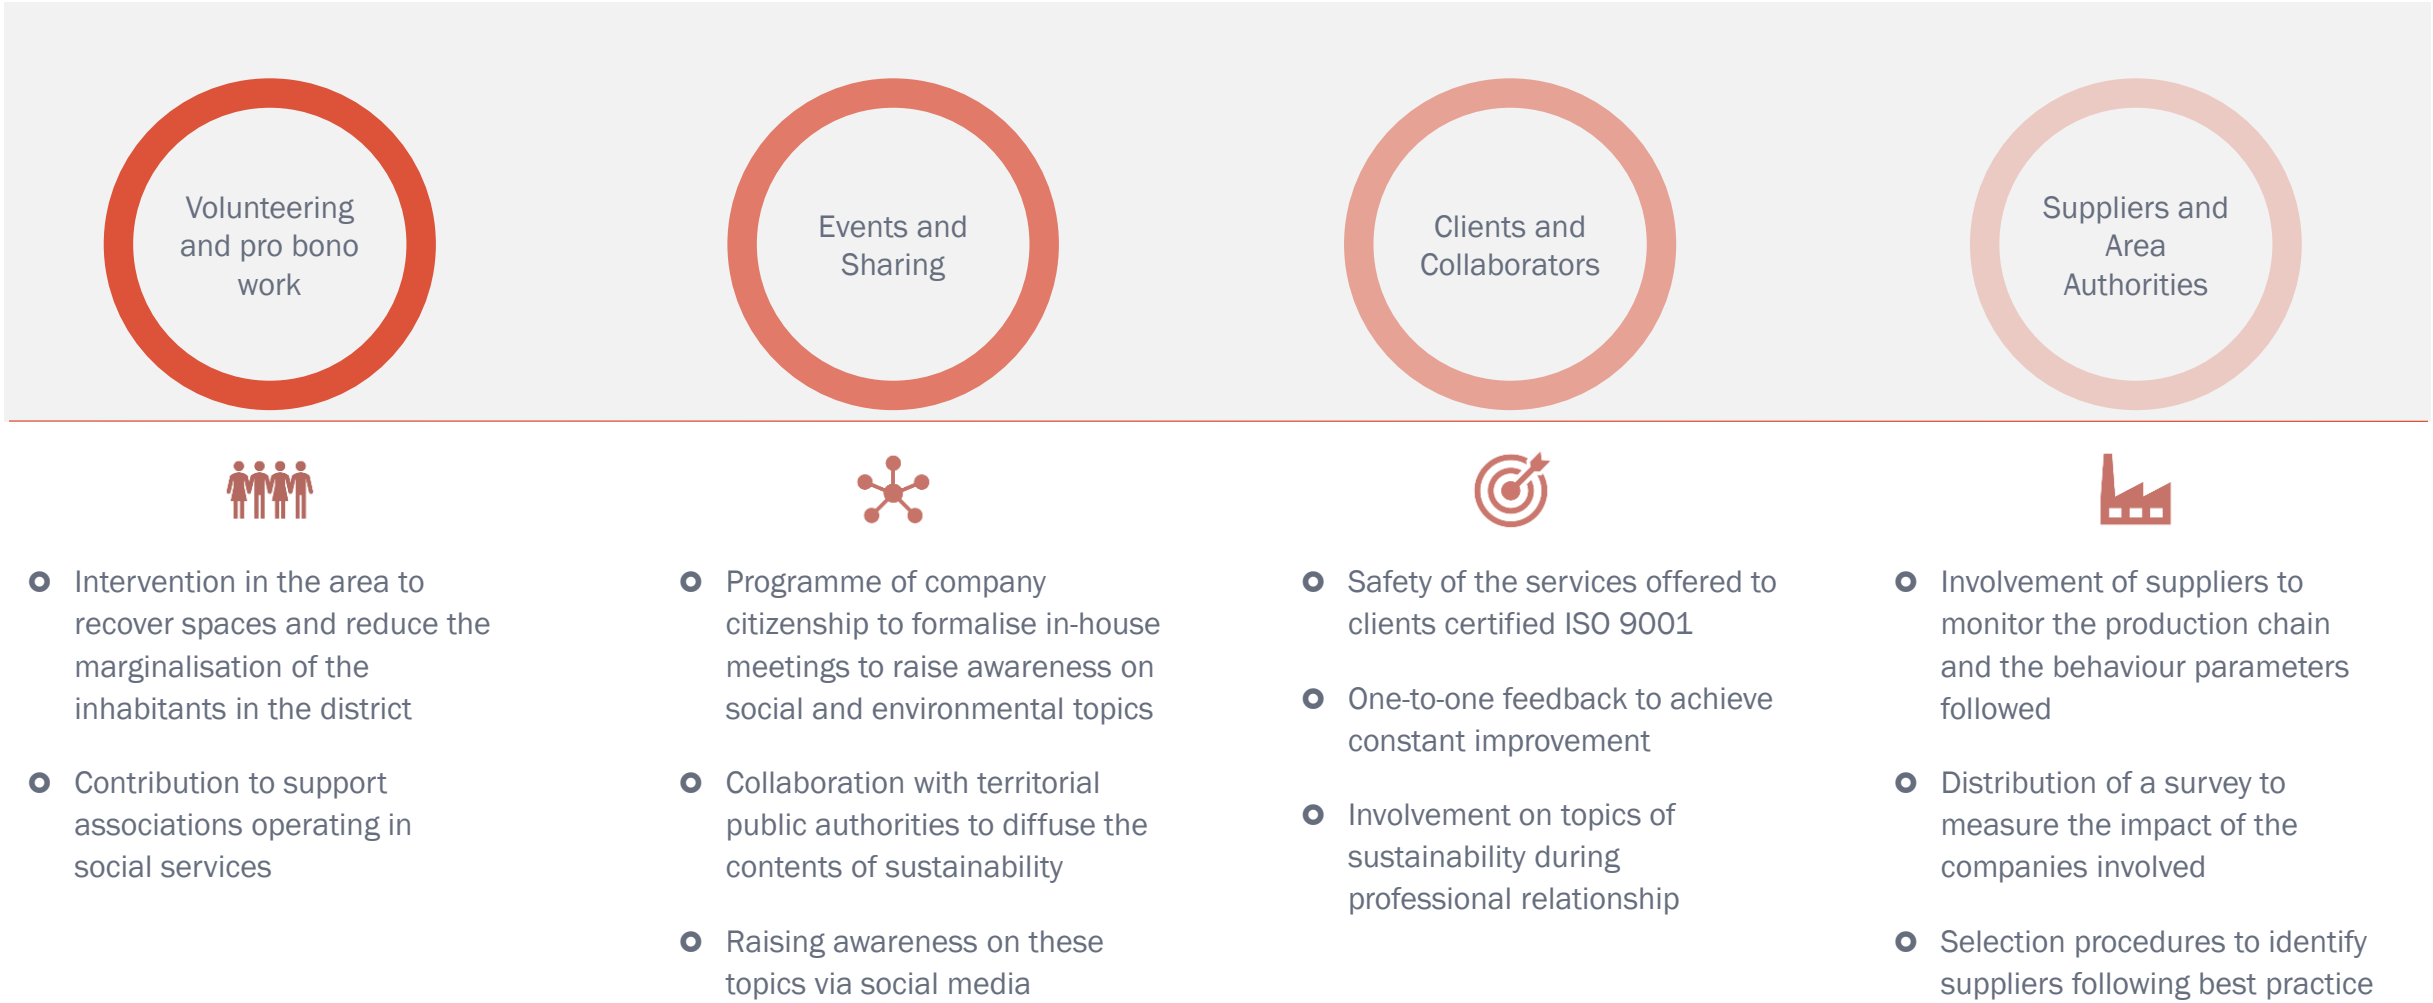 Volunteering
and pro bono
work
Events and
Sharing
Clients and
Collaborators
Suppliers and
Area
Authorities
Intervention in the area to
recover spaces and reduce the
marginalisation of the
inhabitants in the district
Contribution to support
associations operating in
social services
Programme of company
citizenship to formalise in-house
meetings to raise awareness on
social and environmental topics
Collaboration with territorial
public authorities to diffuse the
contents of sustainability
Raising awareness on these
topics via social media
Safety of the services offered to
clients certified ISO 9001
One-to-one feedback to achieve
constant improvement
Involvement on topics of
sustainability during
professional relationship
Involvement of suppliers to
monitor the production chain
and the behaviour parameters
followed
Distribution of a survey to
measure the impact of the
companies involved
Selection procedures to identify
suppliers following best practice